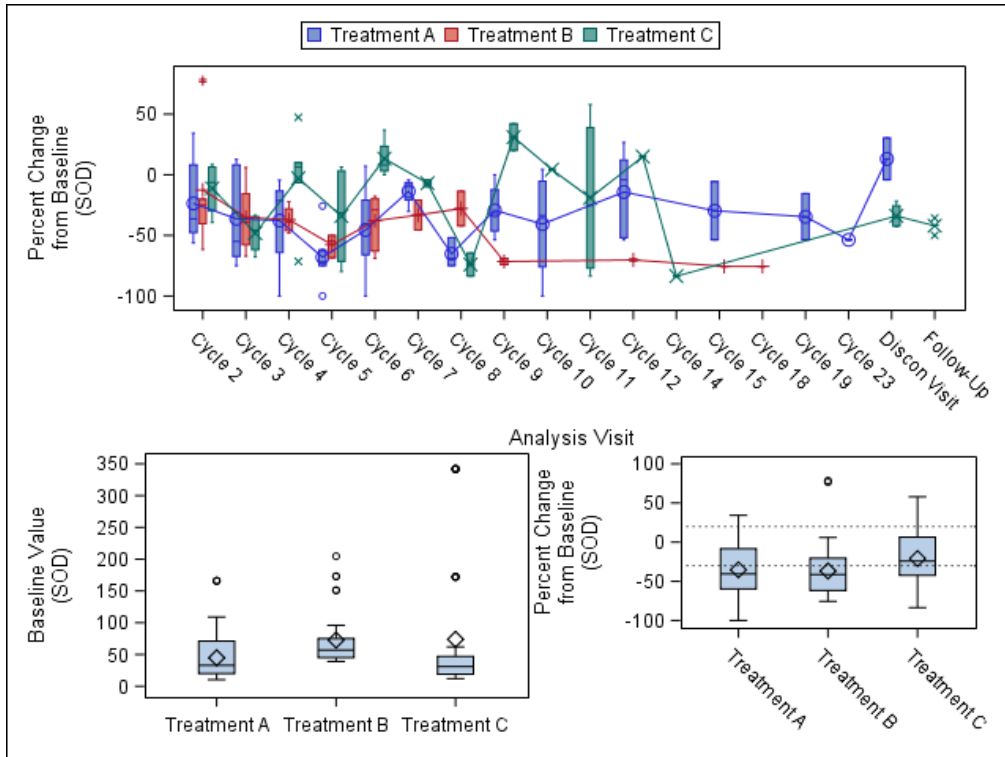 Treatment A Treatment B Treatment C
Percent Change
from Baseline
(SOD)
50
0
-50
-100
Cycle 2
Cycle 3
Cycle 4
Cycle 5
Cycle 6
Cycle 7
Cycle 8
Cycle 9
Cycle 10
Cycle 11
Cycle 12
Cycle 14
Cycle 15
Cycle 18
Cycle 19
Cycle 23
Discon Visit
Follow-Up
Analysis Visit
Baseline Value
(SOD)
350
300
250
200
150
100
50
0
Treatment A
Treatment B
Treatment C
Percent Change
from Baseline
(SOD)
100
50
0
-50
-100
Treatment A
Treatment B
Treatment C